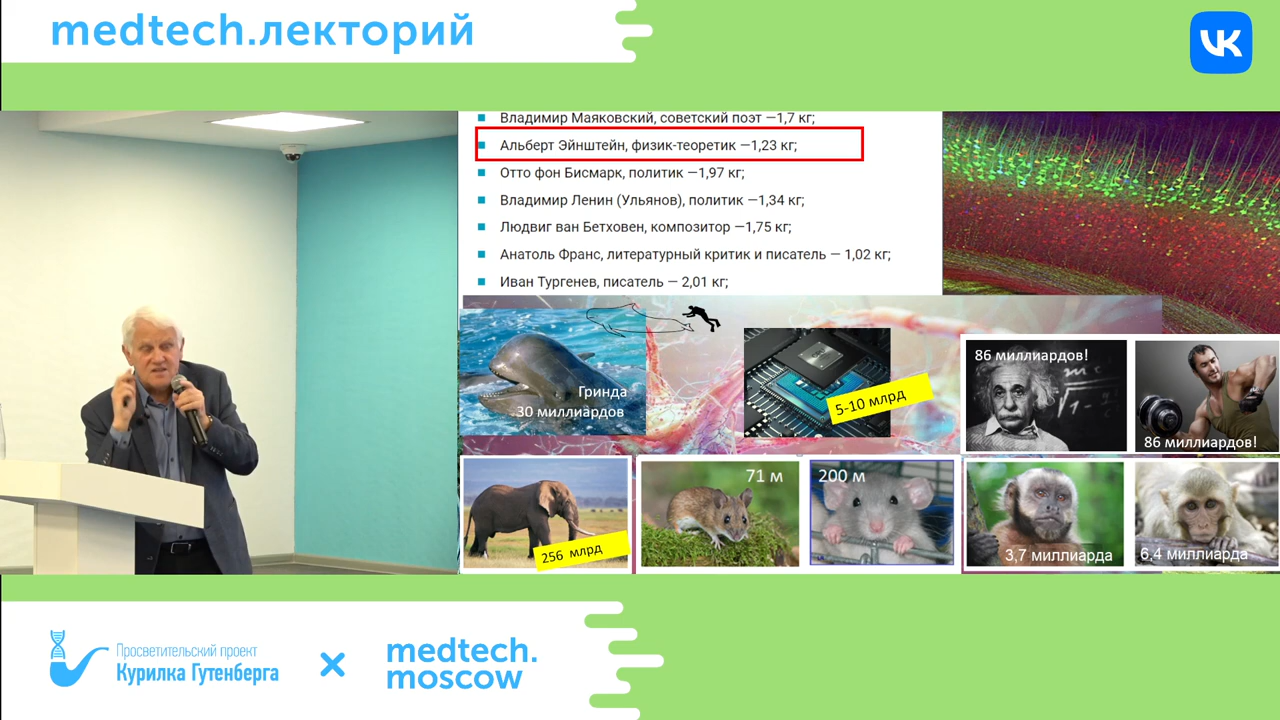 medtech.лекторий
VK
Владимир Маяковский, советский поэт —1,7 кг;
Альберт Эйнштейн, физик-теоретик —1,23 кг;
Отто фон Бисмарк, политик —1,97 кг;
Владимир Ленин (Ульянов), политик —1,34 кг;
Людвиг ван Бетховен, композитор —1,75 кг;
Анатоль Франс, литературный критик и писатель — 1,02 кг;
Иван Тургенев, писатель — 2,01 кг;
Гринда
30 миллиардов
5-10 млрд
86 миллиардов!
86 миллиардов!
256 млрд
71 м
200 м
3,7 миллиарда
6,4 миллиарда
Просветительский проект
Курилка Гутенберга
×
medtech.
moscow